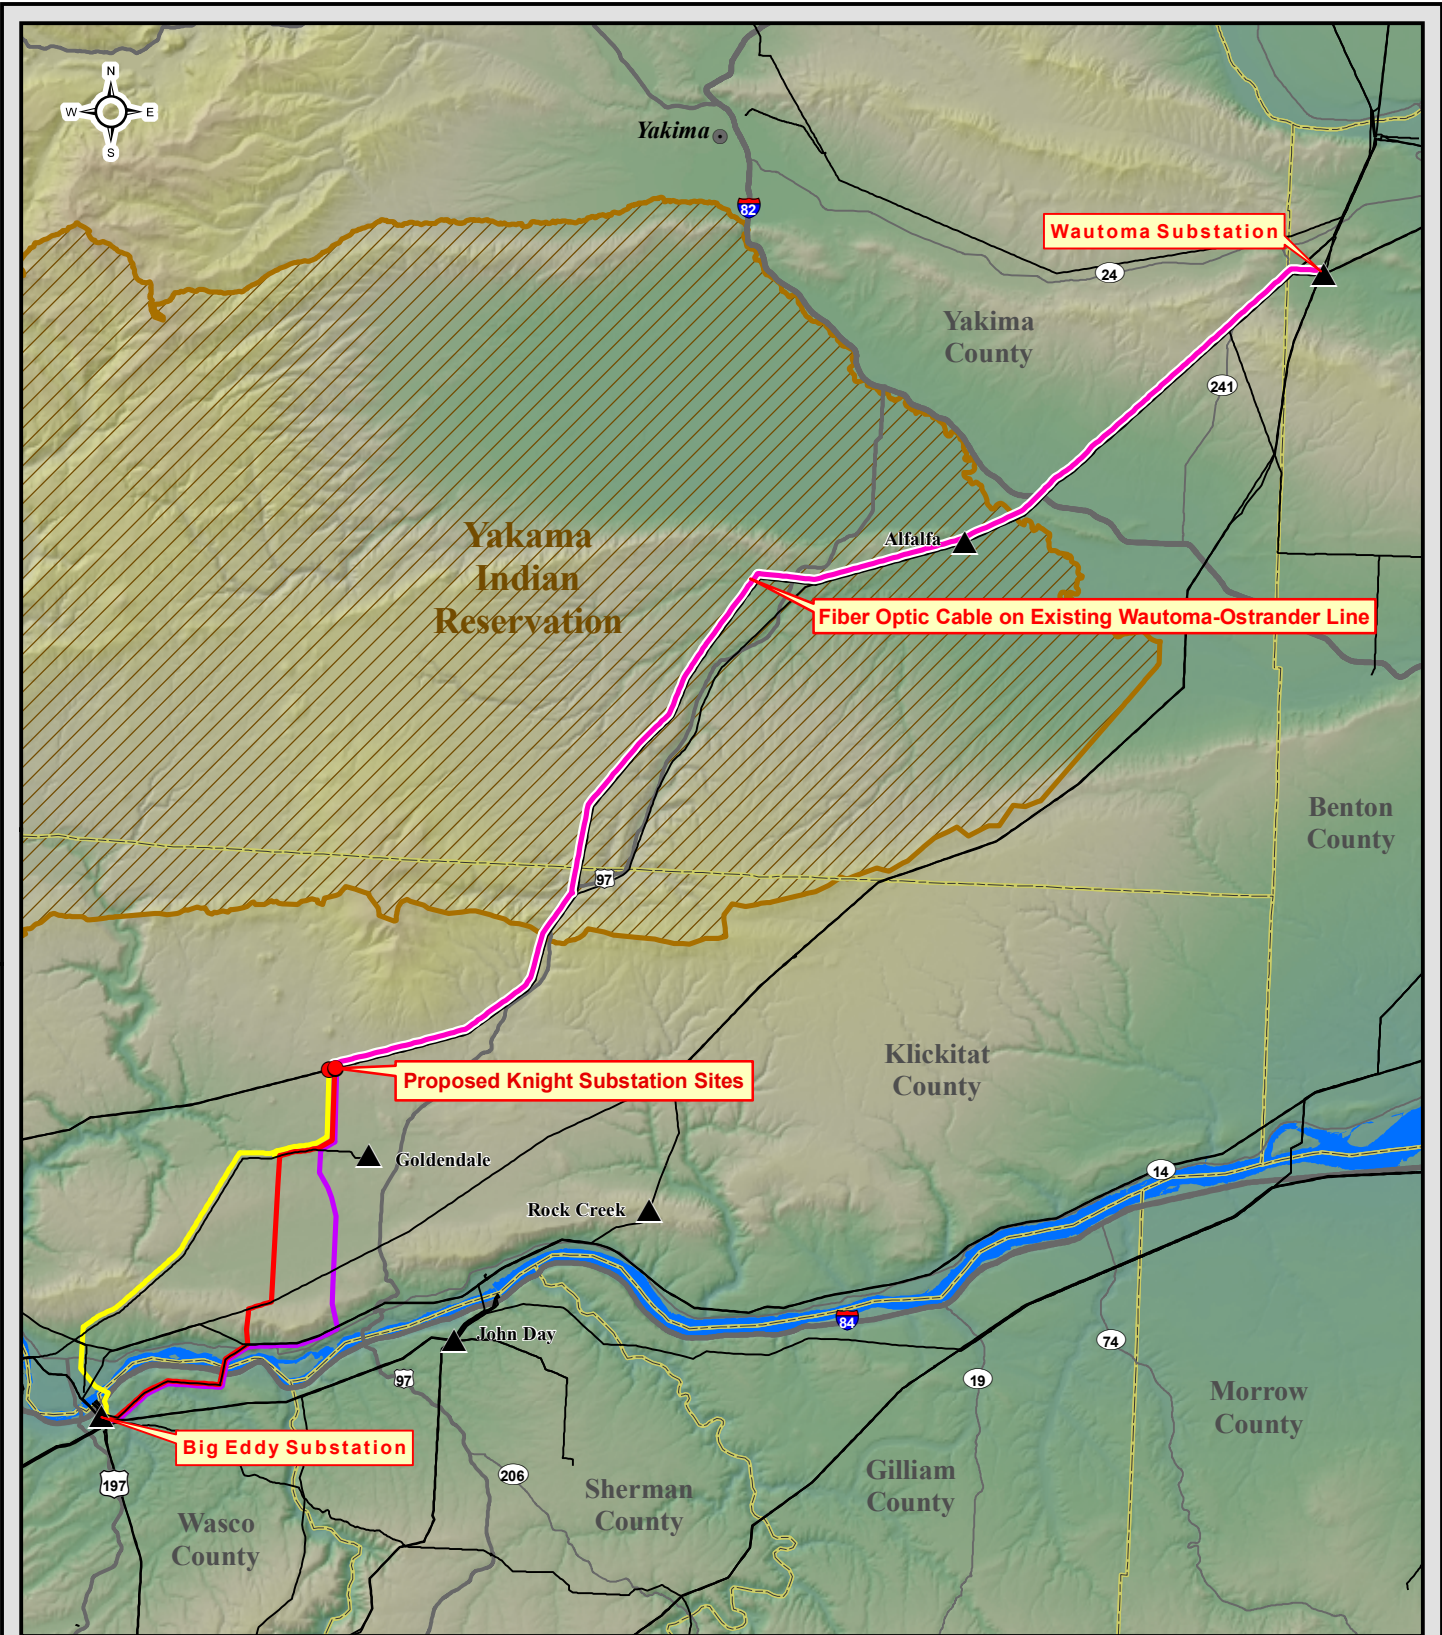 N
W
E
S
Yakima
82
Wautoma Substation
24
Yakima
County
241
Yakama
Indian
Reservation
Alfalfa
Fiber Optic Cable on Existing Wautoma-Ostrander Line
Benton
County
97
Klickitat
County
Proposed Knight Substation Sites
Goldendale
14
Rock Creek
84
John Day
74
97
19
Morrow
County
Big Eddy Substation
197
206
Gilliam
County
Sherman
County
Wasco
County